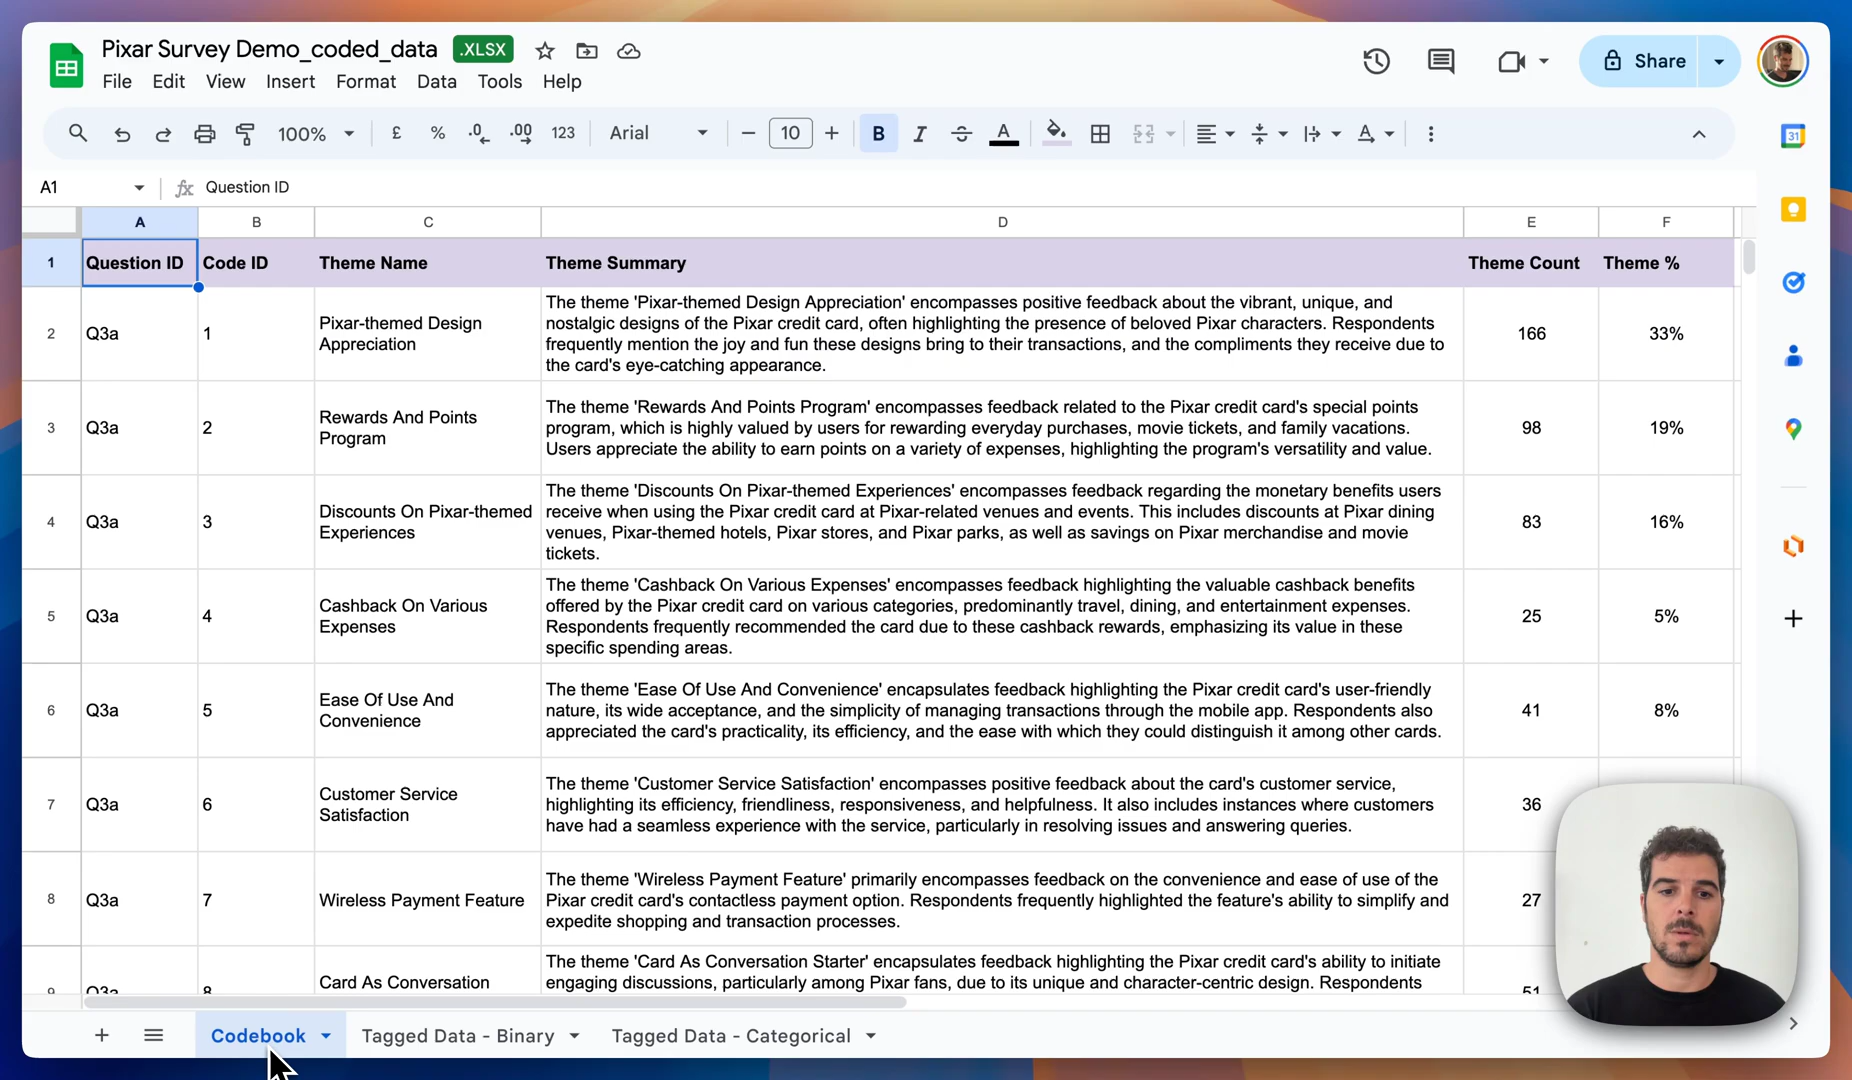 Pixar Survey Demo_coded_data .XLSX
File Edit View Insert Format Data Tools Help
Share
100% £ % .0 .00 123 Arial 10 B I S A
31
A1 fx Question ID
A B C D E F
1 Question ID Code ID Theme Name Theme Summary Theme Count Theme %
2 Q3a 1 Pixar-themed Design Appreciation
The theme 'Pixar-themed Design Appreciation' encompasses positive feedback about the vibrant, unique, and
nostalgic designs of the Pixar credit card, often highlighting the presence of beloved Pixar characters. Respondents
frequently mention the joy and fun these designs bring to their transactions, and the compliments they receive due to
the card's eye-catching appearance.
166 33%
3 Q3a 2 Rewards And Points Program
The theme 'Rewards And Points Program' encompasses feedback related to the Pixar credit card's special points
program, which is highly valued by users for rewarding everyday purchases, movie tickets, and family vacations.
Users appreciate the ability to earn points on a variety of expenses, highlighting the program's versatility and value.
98 19%
4 Q3a 3 Discounts On Pixar-themed Experiences
The theme 'Discounts On Pixar-themed Experiences' encompasses feedback regarding the monetary benefits users
receive when using the Pixar credit card at Pixar-related venues and events. This includes discounts at Pixar dining
venues, Pixar-themed hotels, Pixar stores, and Pixar parks, as well as savings on Pixar merchandise and movie
tickets.
83 16%
5 Q3a 4 Cashback On Various Expenses
The theme 'Cashback On Various Expenses' encompasses feedback highlighting the valuable cashback benefits
offered by the Pixar credit card on various categories, predominantly travel, dining, and entertainment expenses.
Respondents frequently recommended the card due to these cashback rewards, emphasizing its value in these
specific spending areas.
25 5%
6 Q3a 5 Ease Of Use And Convenience
The theme 'Ease Of Use And Convenience' encapsulates feedback highlighting the Pixar credit card's user-friendly
nature, its wide acceptance, and the simplicity of managing transactions through the mobile app. Respondents also
appreciated the card's practicality, its efficiency, and the ease with which they could distinguish it among other cards.
41 8%
7 Q3a 6 Customer Service Satisfaction
The theme 'Customer Service Satisfaction' encompasses positive feedback about the card's customer service,
highlighting its efficiency, friendliness, responsiveness, and helpfulness. It also includes instances where customers
have had a seamless experience with the service, particularly in resolving issues and answering queries.
36
8 Q3a 7 Wireless Payment Feature
The theme 'Wireless Payment Feature' primarily encompasses feedback on the convenience and ease of use of the
Pixar credit card's contactless payment option. Respondents frequently highlighted the feature's ability to simplify and
expedite shopping and transaction processes.
27
9 Q3a 8 Card As Conversation
The theme 'Card As Conversation Starter' encapsulates feedback highlighting the Pixar credit card's ability to initiate
engaging discussions, particularly among Pixar fans, due to its unique and character-centric design. Respondents
51
Codebook Tagged Data - Binary Tagged Data - Categorical